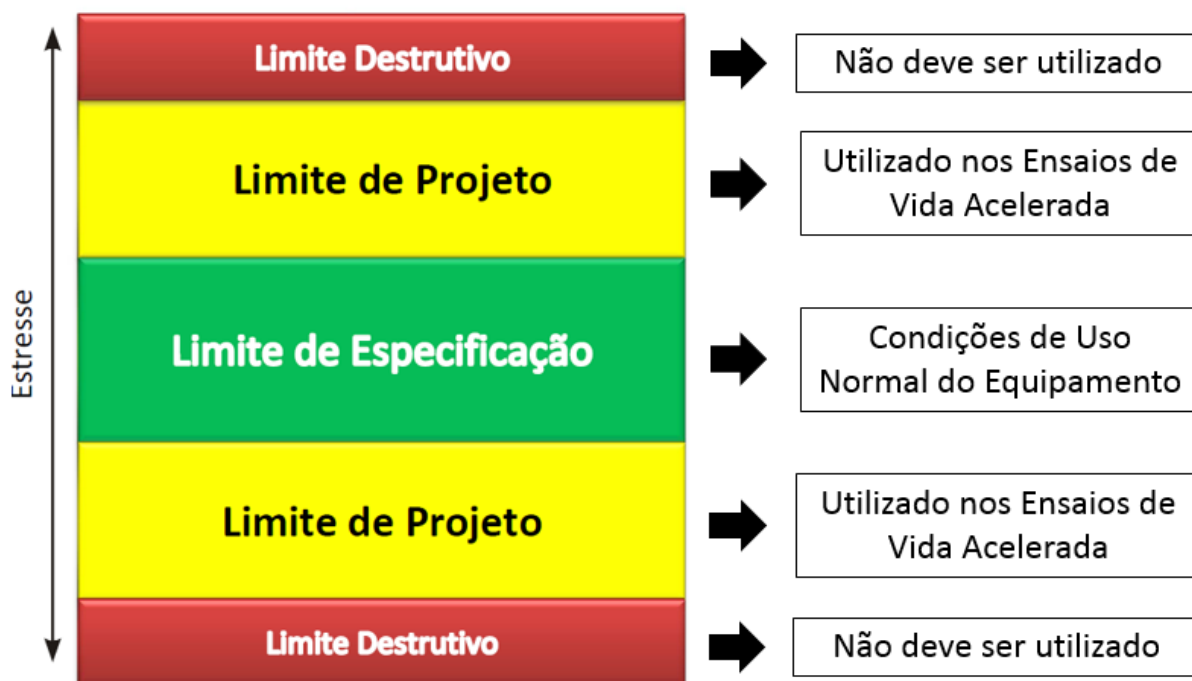 Limite Destrutivo
Não deve ser utilizado
Limite de Projeto
Utilizado nos Ensaios de
Vida Acelerada
Estresse
Limite de Especificação
Condições de Uso
Normal do Equipamento
Limite de Projeto
Utilizado nos Ensaios de
Vida Acelerada
Limite Destrutivo
Não deve ser utilizado